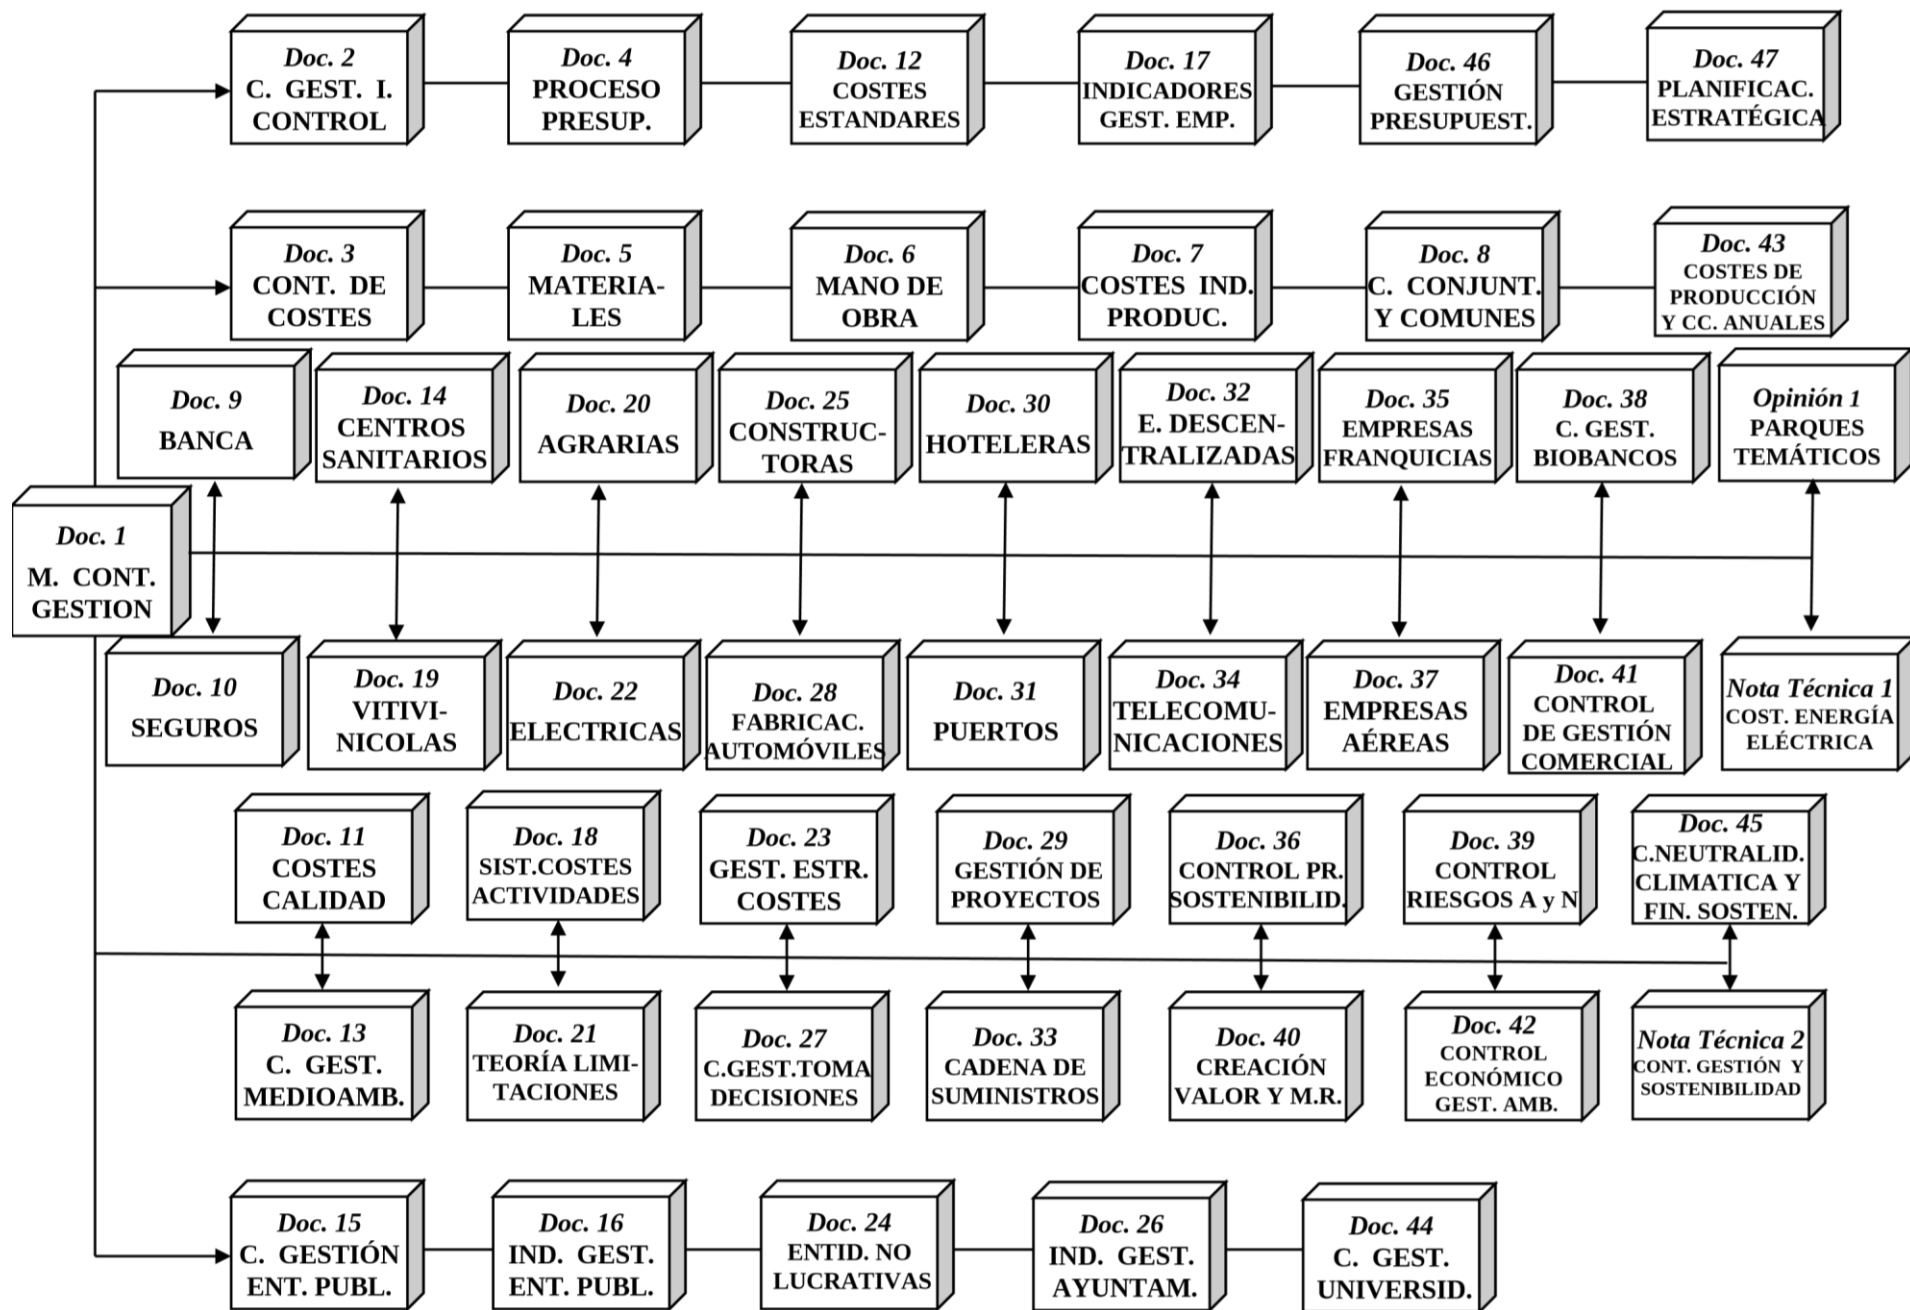 Doc. 2
C. GEST. I.
CONTROL
Doc. 4
PROCESO
PRESUP.
Doc. 12
COSTES
ESTANDARES
Doc. 17
INDICADORES
GEST. EMP.
Doc. 46
GESTIÓN
PRESUPUEST.
Doc. 47
PLANIFICAC.
ESTRATÉGICA
Doc. 3
CONT. DE
COSTES
Doc. 5
MATERIA-
LES
Doc. 6
MANO DE
OBRA
Doc. 7
COSTES IND.
PRODUC.
Doc. 8
C. CONJUNT.
Y COMUNES
Doc. 43
COSTES DE
PRODUCCIÓN
Y CC. ANUALES
Doc. 9
BANCA
Doc. 14
CENTROS
SANITARIOS
Doc. 20
AGRARIAS
Doc. 25
CONSTRUC-
TORAS
Doc. 30
HOTELERAS
Doc. 32
E. DESCEN-
TRALIZADAS
Doc. 35
EMPRESAS
FRANQUICIAS
Doc. 38
C. GEST.
BIOBANCOS
Opinión 1
PARQUES
TEMÁTICOS
Doc. 1
M. CONT.
GESTION
Doc. 10
SEGUROS
Doc. 19
VITIVI-
NICOLAS
Doc. 22
ELECTRICAS
Doc. 28
FABRICAC.
AUTOMÓVILES
Doc. 31
PUERTOS
Doc. 34
TELECOMU-
NICACIONES
Doc. 37
EMPRESAS
AÉREAS
Doc. 41
CONTROL
DE GESTIÓN
COMERCIAL
Nota Técnica 1
COST. ENERGÍA
ELÉCTRICA
Doc. 11
COSTES
CALIDAD
Doc. 18
SIST.COSTES
ACTIVIDADES
Doc. 23
GEST. ESTR.
COSTES
Doc. 29
GESTIÓN DE
PROYECTOS
Doc. 36
CONTROL PR.
SOSTENIBILID.
Doc. 39
CONTROL
RIESGOS A y N
Doc. 45
C.NEUTRALID.
CLIMATICA Y
FIN. SOSTEN.
Doc. 13
C. GEST.
MEDIOAMB.
Doc. 21
TEORÍA LIMI-
TACIONES
Doc. 27
C.GEST.TOMA
DECISIONES
Doc. 33
CADENA DE
SUMINISTROS
Doc. 40
CREACIÓN
VALOR Y M.R.
Doc. 42
CONTROL
ECONÓMICO
GEST. AMB.
Nota Técnica 2
CONT. GESTIÓN Y
SOSTENIBILIDAD
Doc. 15
C. GESTIÓN
ENT. PUBL.
Doc. 16
IND. GEST.
ENT. PUBL.
Doc. 24
ENTID. NO
LUCRATIVAS
Doc. 26
IND. GEST.
AYUNTAM.
Doc. 44
C. GEST.
UNIVERSID.